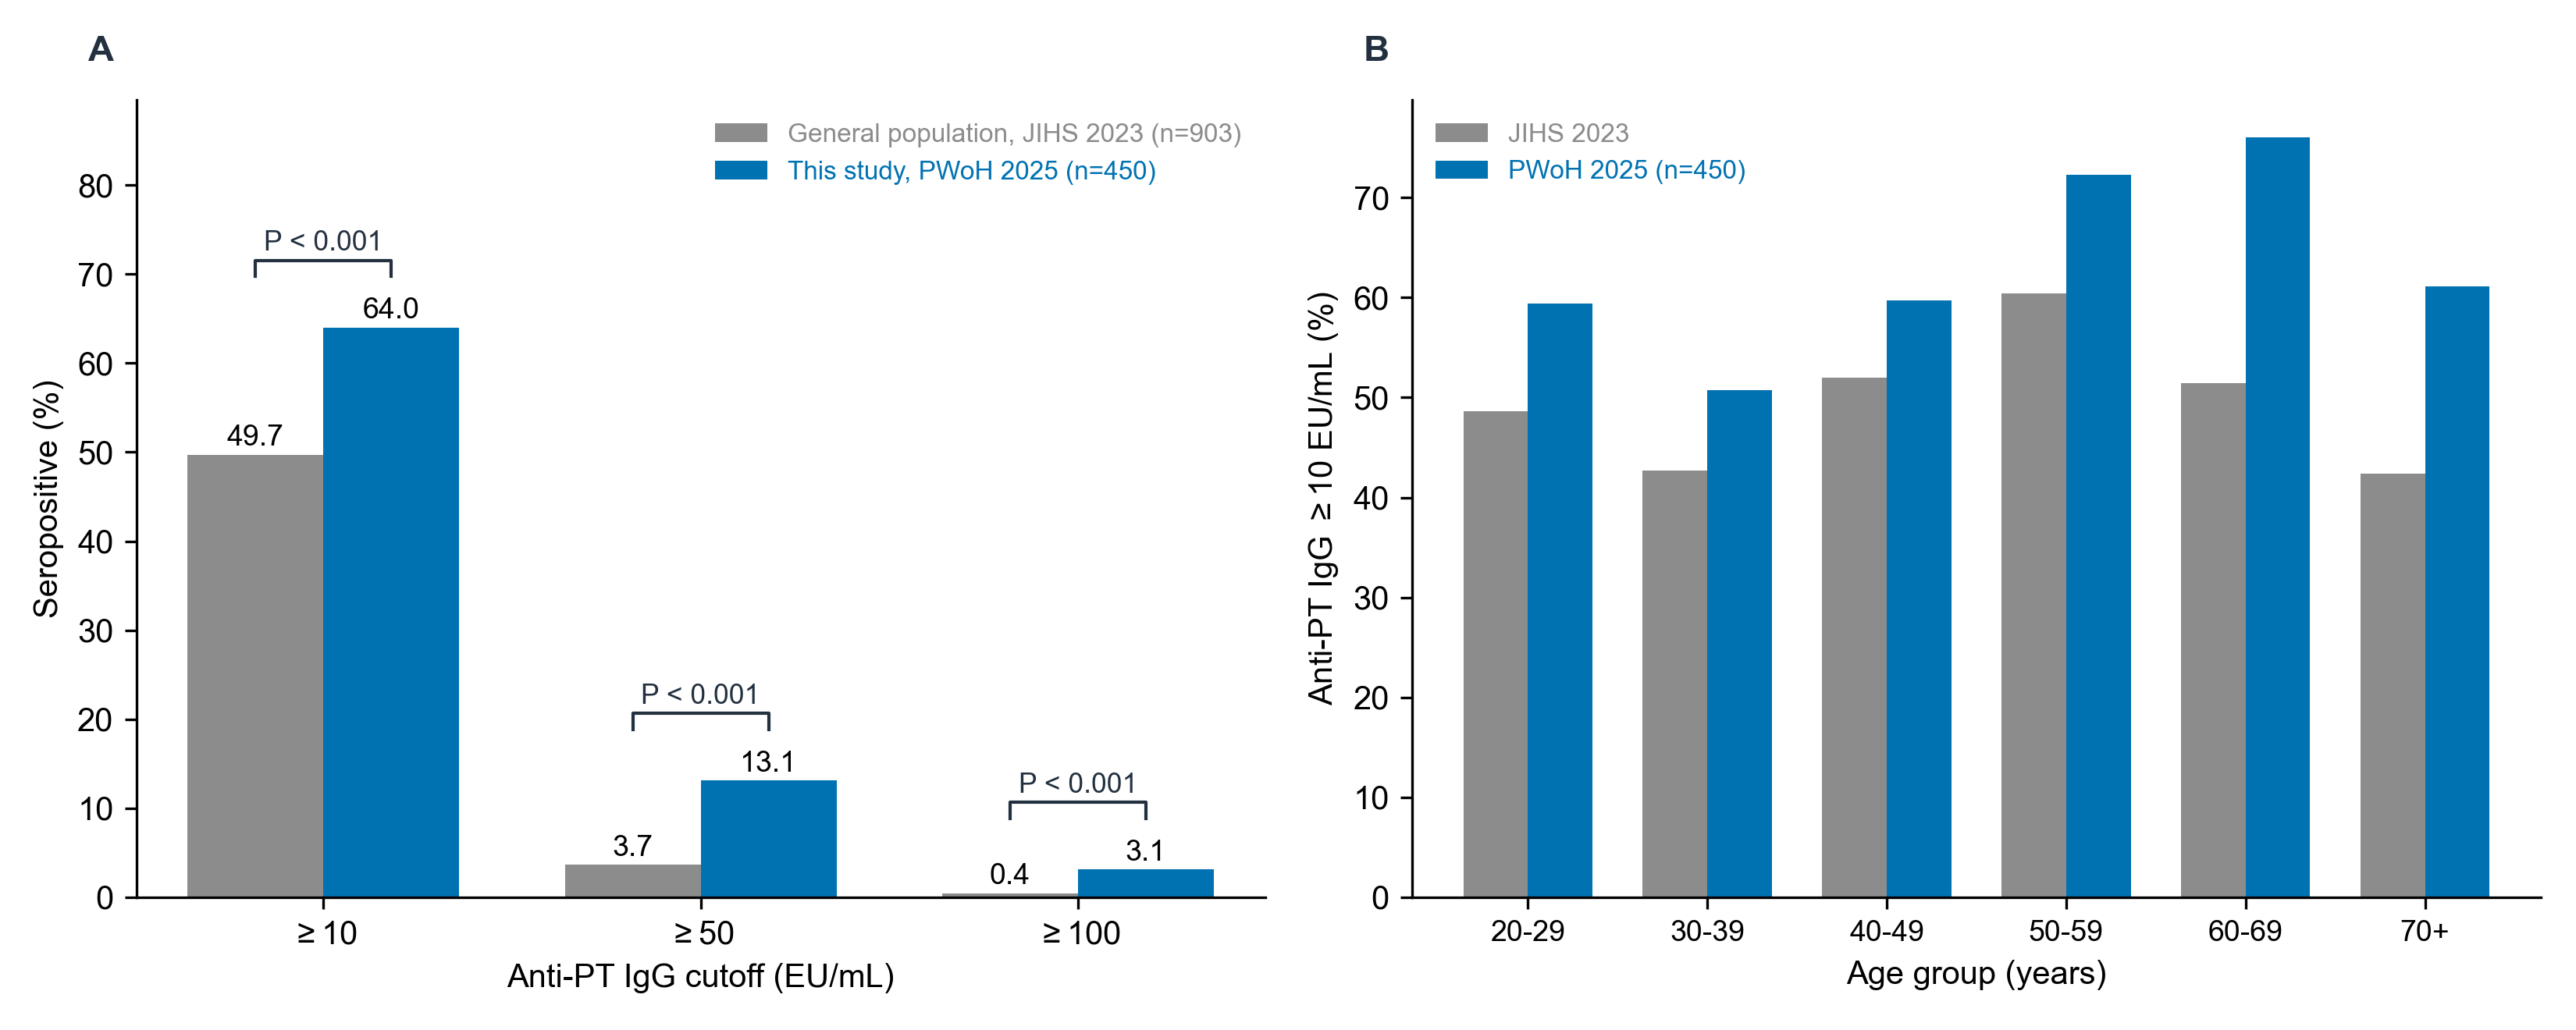 A
General population, JIHS 2023 (n=903)
This study, PWoH 2025 (n=450)
Seropositive (%)
80
70
60
50
40
30
20
10
0
P < 0.001
49.7
64.0
P < 0.001
3.7
13.1
P < 0.001
0.4
3.1
≥10
≥50
≥100
Anti-PT IgG cutoff (EU/mL)
B
JIHS 2023
PWoH 2025 (n=450)
Anti-PT IgG ≥10 EU/mL (%)
70
60
50
40
30
20
10
0
20-29
30-39
40-49
50-59
60-69
70+
Age group (years)